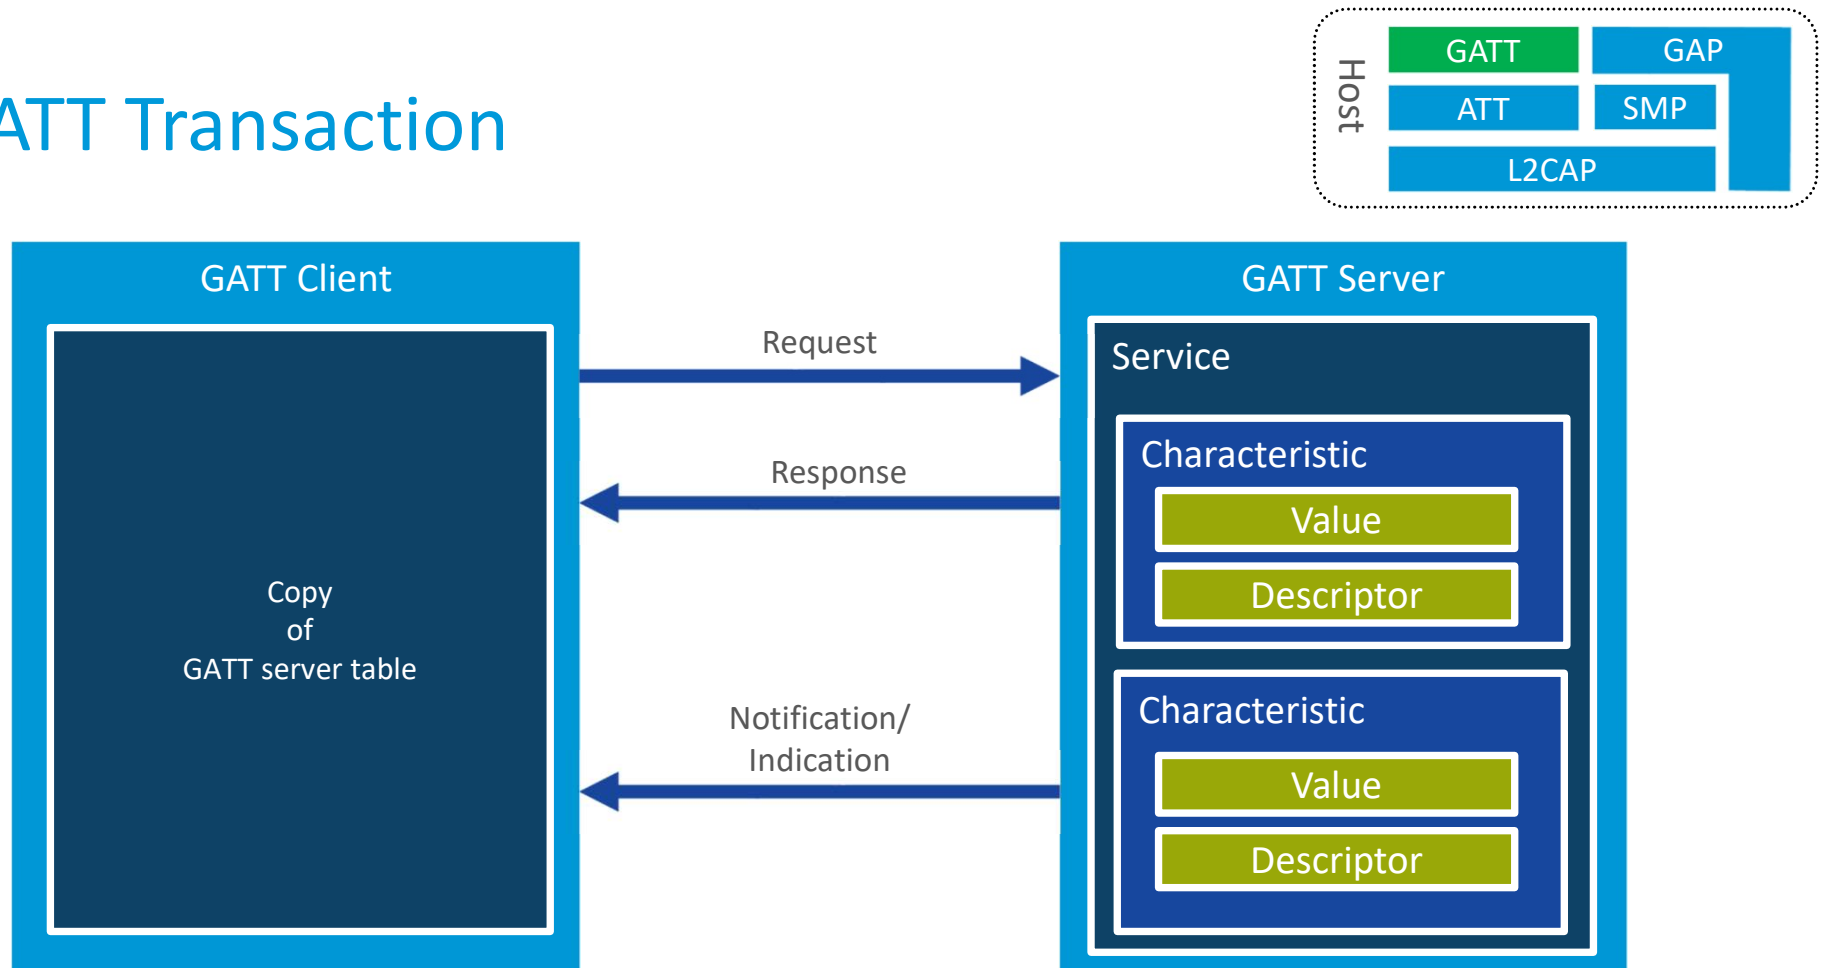 ATT Transaction
Host
GATT
GAP
ATT
SMP
L2CAP
GATT Client
Copy
of
GATT server table
Request
Response
Notification/
Indication
GATT Server
Service
Characteristic
Value
Descriptor
Characteristic
Value
Descriptor